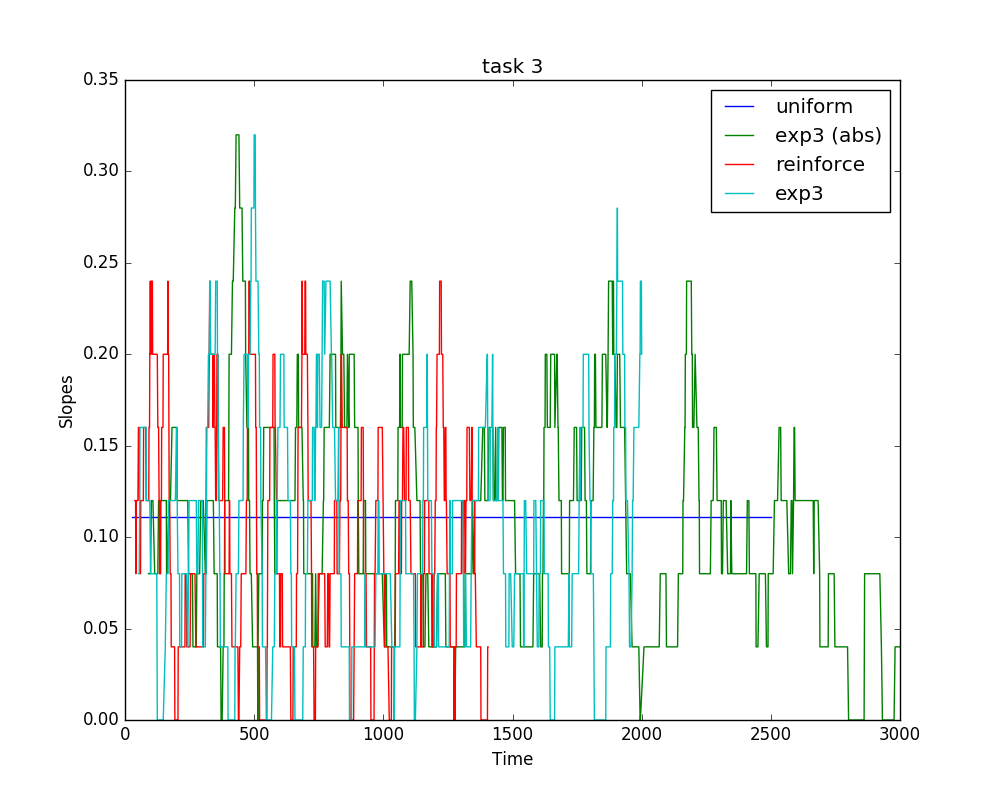 task 3
0.35
0.30
0.25
0.20
0.15
0.10
0.05
0.00
Slopes
uniform
exp3 (abs)
reinforce
exp3
0 500 1000 1500 2000 2500 3000
Time